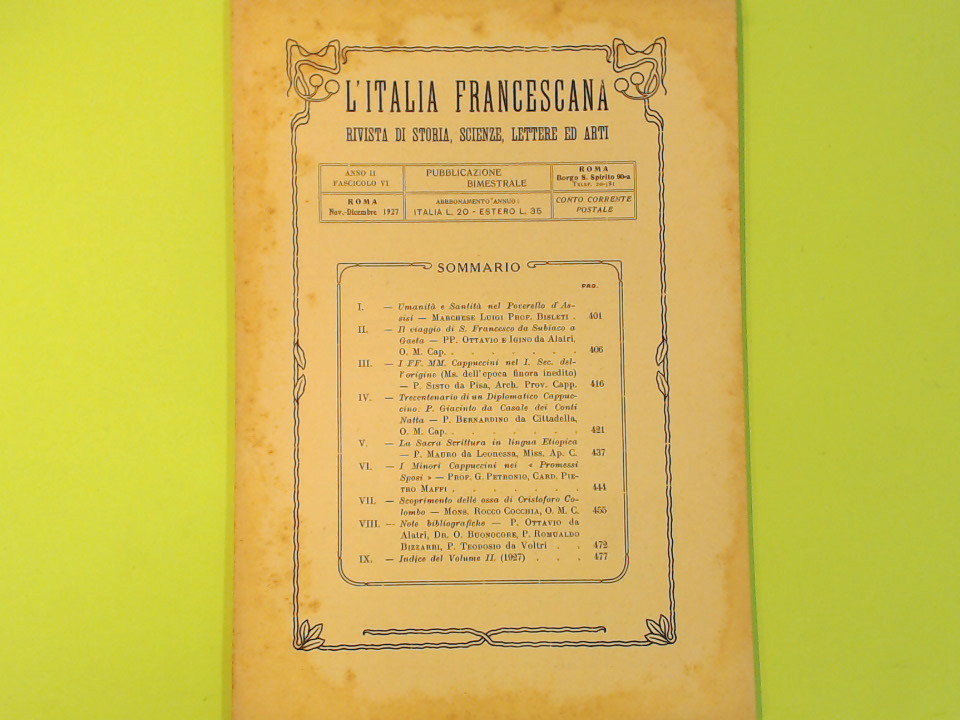 L'ITALIA FRANCESCANA
RIVISTA DI STORIA, SCIENZE, LETTERE ED ARTI
ANNO II
FASCICOLO VI
PUBBLICAZIONE
BIMESTRALE
ROMA
Borgo S. Spirito 90-a
TELEF. 20-581
ROMA
Nov.-Dicembre 1927
ABBONAMENTO ANNUO:
ITALIA L. 20 - ESTERO L. 35
CONTO CORRENTE
POSTALE
SOMMARIO
PAG.
I. — Umanità e Santità nel Poverello d'As-
sisi — MARCHESE LUIGI PROF. BISLETI . 401
II. — Il viaggio di S. Francesco da Subiaco a
Gaeta — PP. OTTAVIO E IGINO da Alatri,
O. M. Cap. . . . . . . . 406
III. — I FF. MM. Cappuccini nel I. Sec. del-
l'origine (Ms. dell'epoca finora inedito)
— P. SISTO da Pisa, Arch. Prov. Capp. 416
IV. — Trecentenario di un Diplomatico Cappuc-
cino: P. Giacinto da Casale dei Conti
Natta — P. BERNARDINO da Cittadella,
O. M. Cap. . . . . . . . 421
V. — La Sacra Scrittura in lingua Etiopica
— P. MAURO da Leonessa, Miss. Ap. C. 437
VI. — I Minori Cappuccini nei « Promessi
Sposi » — PROF. G. PETRONIO, CARD. PIE-
TRO MAFFI . . . . . . . 444
VII. — Scoprimento delle ossa di Cristoforo Co-
lombo — MONS. ROCCO COCCHIA, O. M. C. 455
VIII. — Note bibliografiche — P. OTTAVIO da
Alatri, DR. O. BUONOCORE, P. ROMUALDO
BIZZARRI, P. TEODOSIO da Voltri . . 472
IX. — Indice del Volume II. (1927) . . . 477